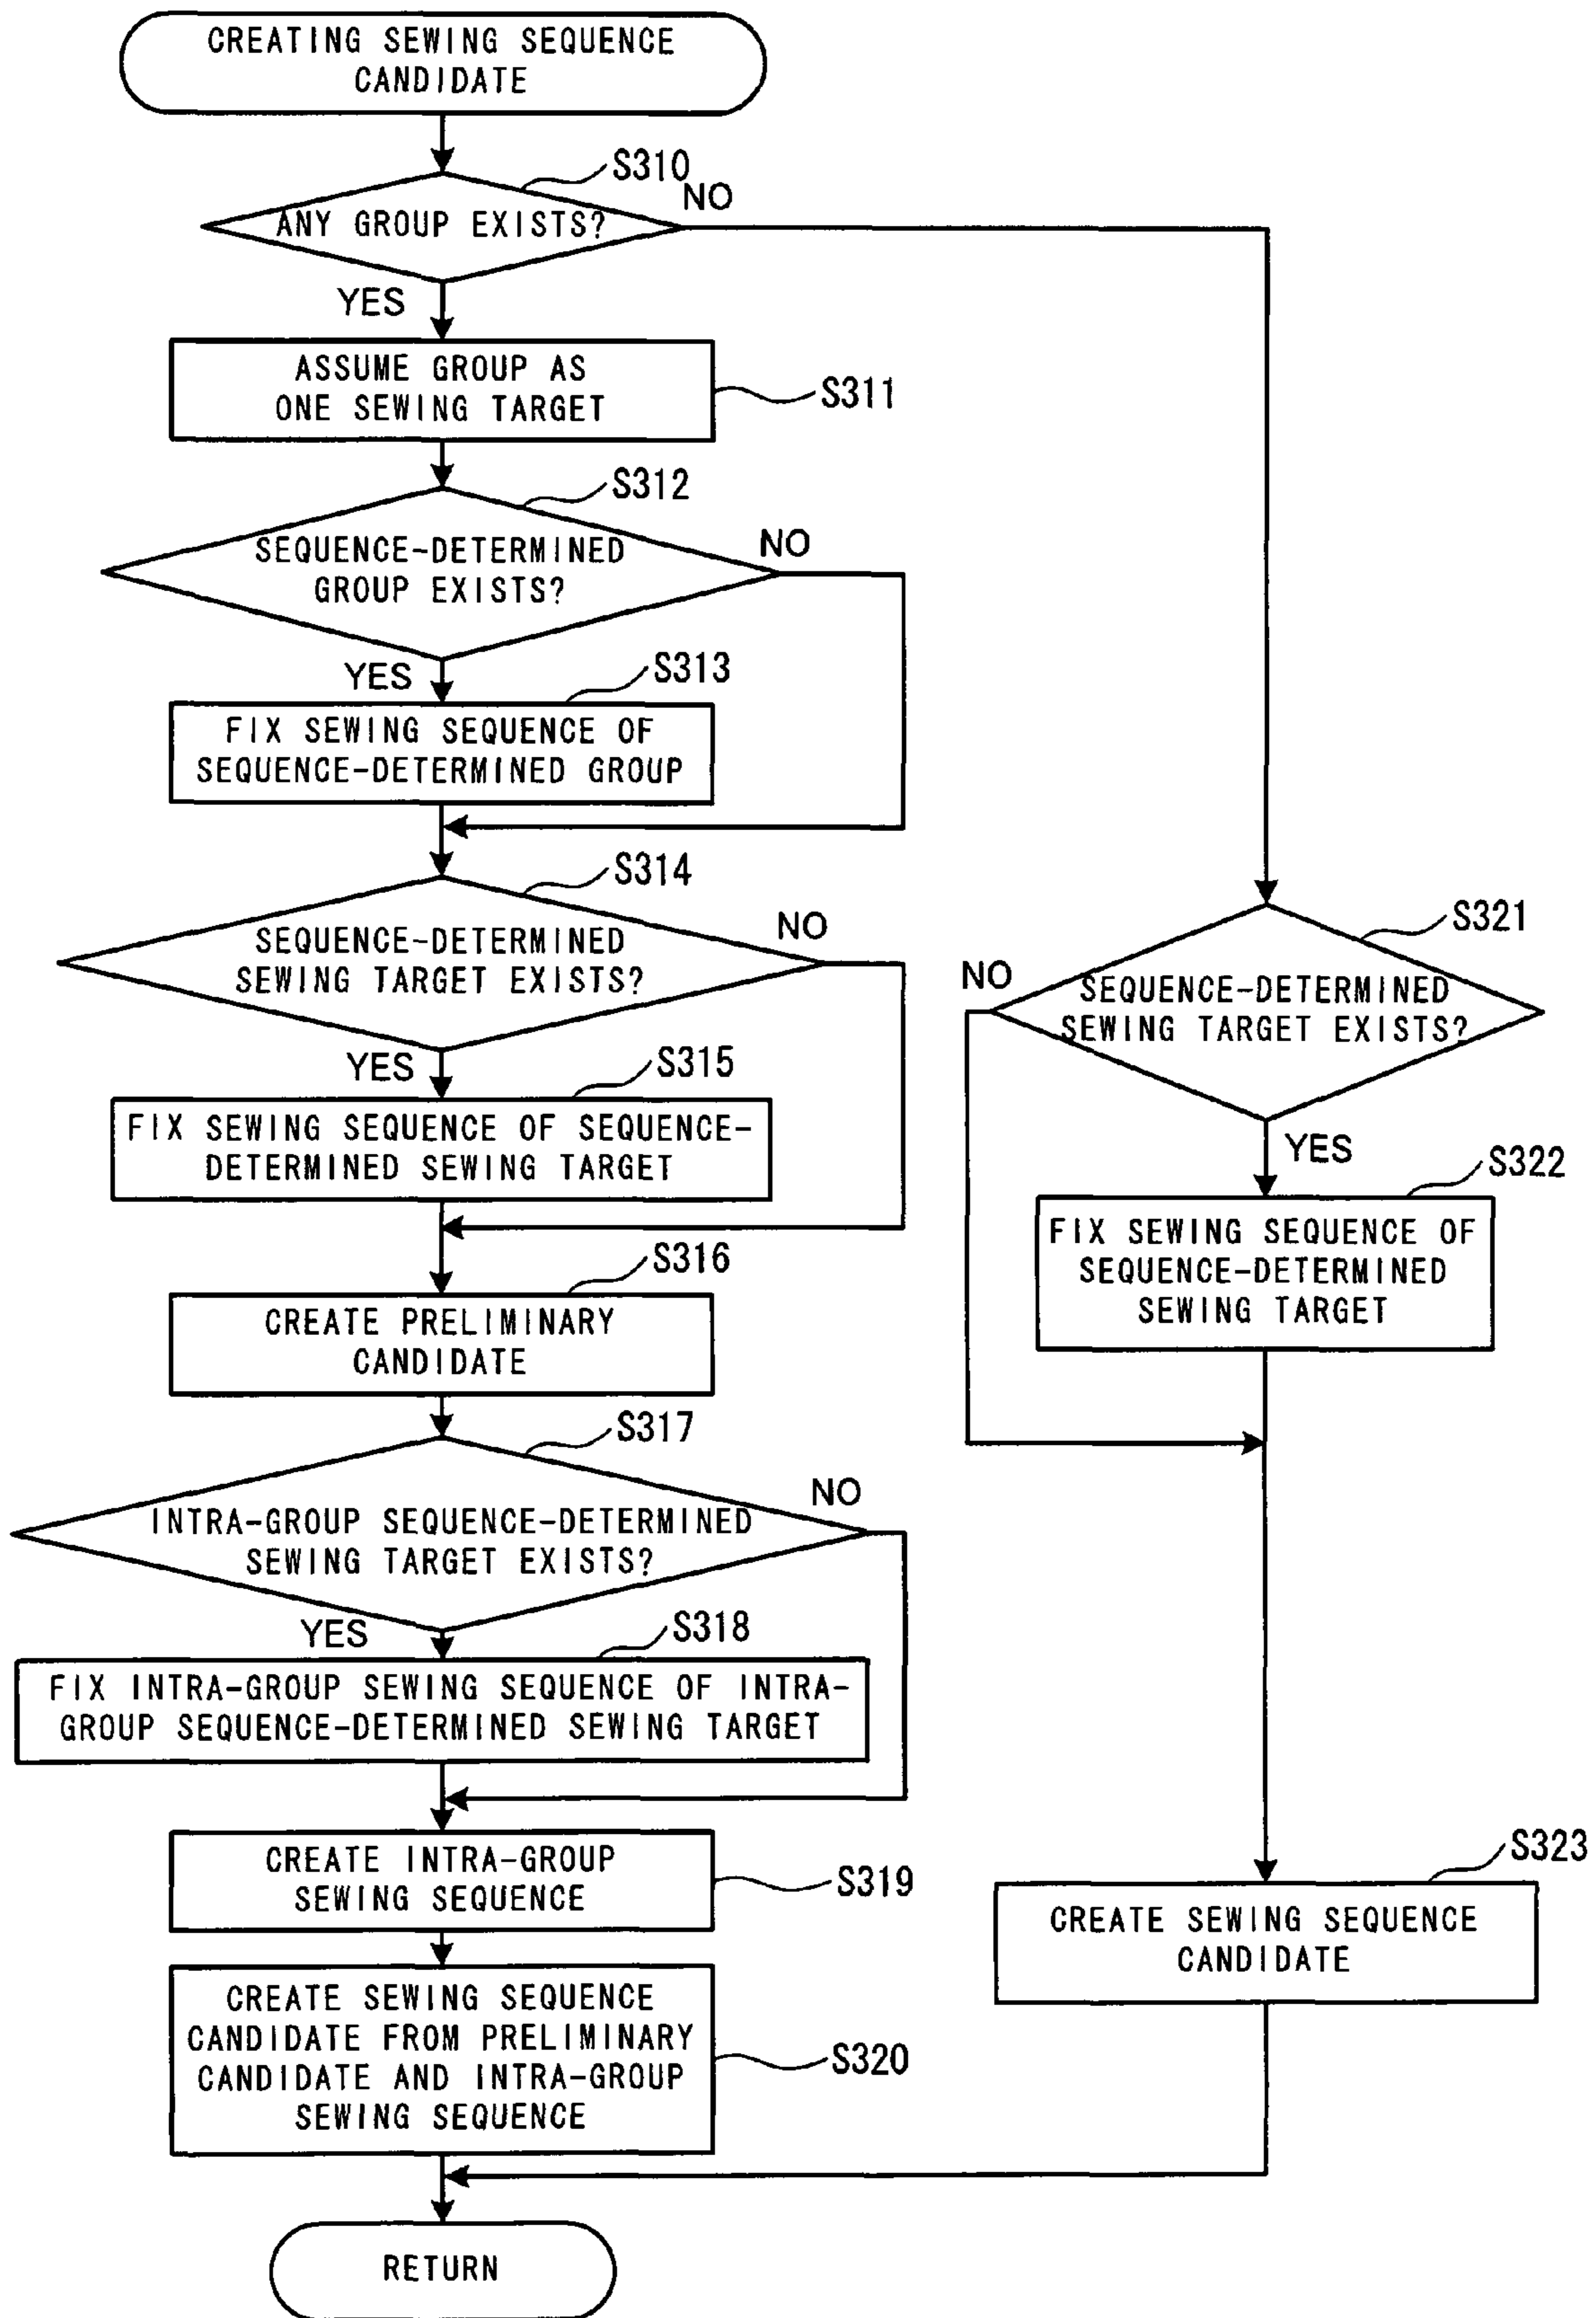 CREATING SEWING SEQUENCE
CANDIDATE
S310
NO
ANY GROUP EXISTS?
YES
ASSUME GROUP AS
ONE SEWING TARGET
S311
S312
NO
SEQUENCE-DETERMINED
GROUP EXISTS?
YES
S313
FIX SEWING SEQUENCE OF
SEQUENCE-DETERMINED GROUP
S314
NO
SEQUENCE-DETERMINED
SEWING TARGET EXISTS?
YES
S315
FIX SEWING SEQUENCE OF SEQUENCE-
DETERMINED SEWING TARGET
S316
CREATE PRELIMINARY
CANDIDATE
S317
NO
INTRA-GROUP SEQUENCE-DETERMINED
SEWING TARGET EXISTS?
YES
S318
FIX INTRA-GROUP SEWING SEQUENCE OF INTRA-
GROUP SEQUENCE-DETERMINED SEWING TARGET
CREATE INTRA-GROUP
SEWING SEQUENCE
S319
CREATE SEWING SEQUENCE
CANDIDATE FROM PRELIMINARY
CANDIDATE AND INTRA-GROUP
SEWING SEQUENCE
S320
S321
NO
SEQUENCE-DETERMINED
SEWING TARGET EXISTS?
YES
S322
FIX SEWING SEQUENCE OF
SEQUENCE-DETERMINED
SEWING TARGET
S323
CREATE SEWING SEQUENCE
CANDIDATE
RETURN